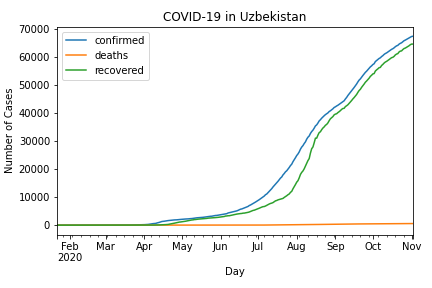 COVID-19 in Uzbekistan
confirmed
deaths
recovered
Number of Cases
70000
60000
50000
40000
30000
20000
10000
0
Feb Mar Apr May Jun Jul Aug Sep Oct Nov
2020
Day